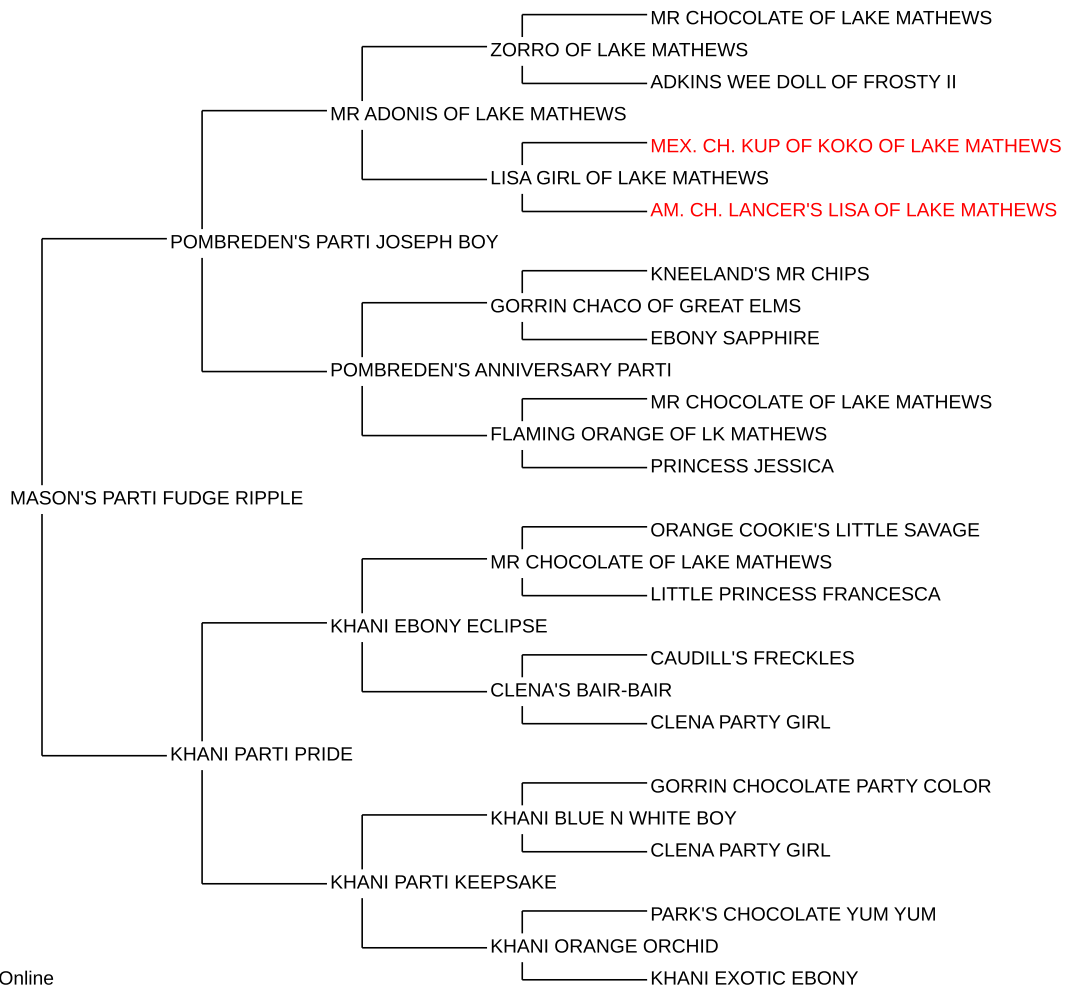 MR CHOCOLATE OF LAKE MATHEWS
ZORRO OF LAKE MATHEWS
ADKINS WEE DOLL OF FROSTY II
MR ADONIS OF LAKE MATHEWS
MEX. CH. KUP OF KOKO OF LAKE MATHEWS
LISA GIRL OF LAKE MATHEWS
AM. CH. LANCER'S LISA OF LAKE MATHEWS
POMBREDEN'S PARTI JOSEPH BOY
KNEELAND'S MR CHIPS
GORRIN CHACO OF GREAT ELMS
EBONY SAPPHIRE
POMBREDEN'S ANNIVERSARY PARTI
MR CHOCOLATE OF LAKE MATHEWS
FLAMING ORANGE OF LK MATHEWS
PRINCESS JESSICA
MASON'S PARTI FUDGE RIPPLE
ORANGE COOKIE'S LITTLE SAVAGE
MR CHOCOLATE OF LAKE MATHEWS
LITTLE PRINCESS FRANCESCA
KHANI EBONY ECLIPSE
CAUDILL'S FRECKLES
CLENA'S BAIR-BAIR
CLENA PARTY GIRL
KHANI PARTI PRIDE
GORRIN CHOCOLATE PARTY COLOR
KHANI BLUE N WHITE BOY
CLENA PARTY GIRL
KHANI PARTI KEEPSAKE
PARK'S CHOCOLATE YUM YUM
KHANI ORANGE ORCHID
KHANI EXOTIC EBONY
Online